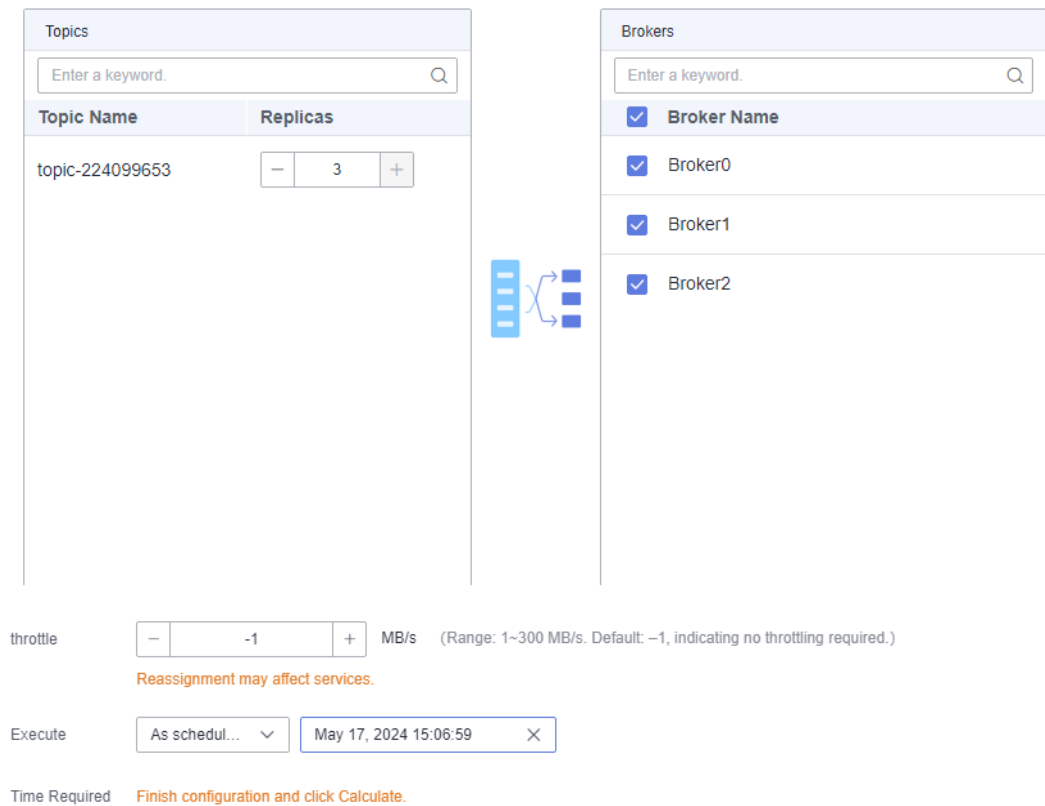 Topics
Enter a keyword.
Topic Name Replicas
topic-224099653 3
Brokers
Enter a keyword.
Broker Name
Broker0
Broker1
Broker2
throttle -1 MB/s (Range: 1~300 MB/s. Default: –1, indicating no throttling required.)
Reassignment may affect services.
Execute As schedul... May 17, 2024 15:06:59
Time Required Finish configuration and click Calculate.